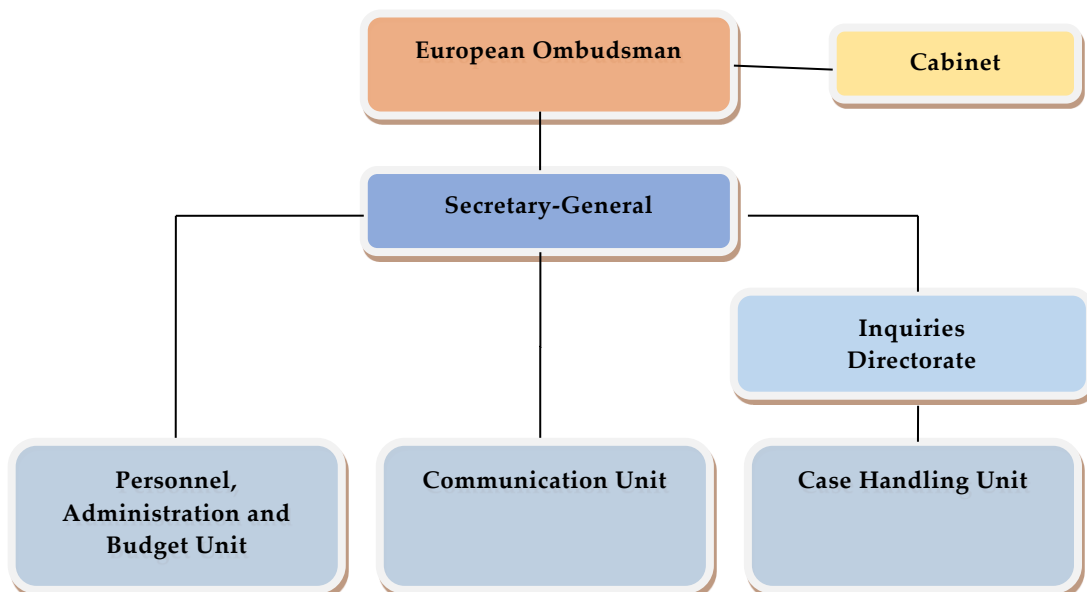 European Ombudsman
Cabinet
Secretary-General
Inquiries
Directorate
Personnel,
Administration and
Budget Unit
Communication Unit
Case Handling Unit